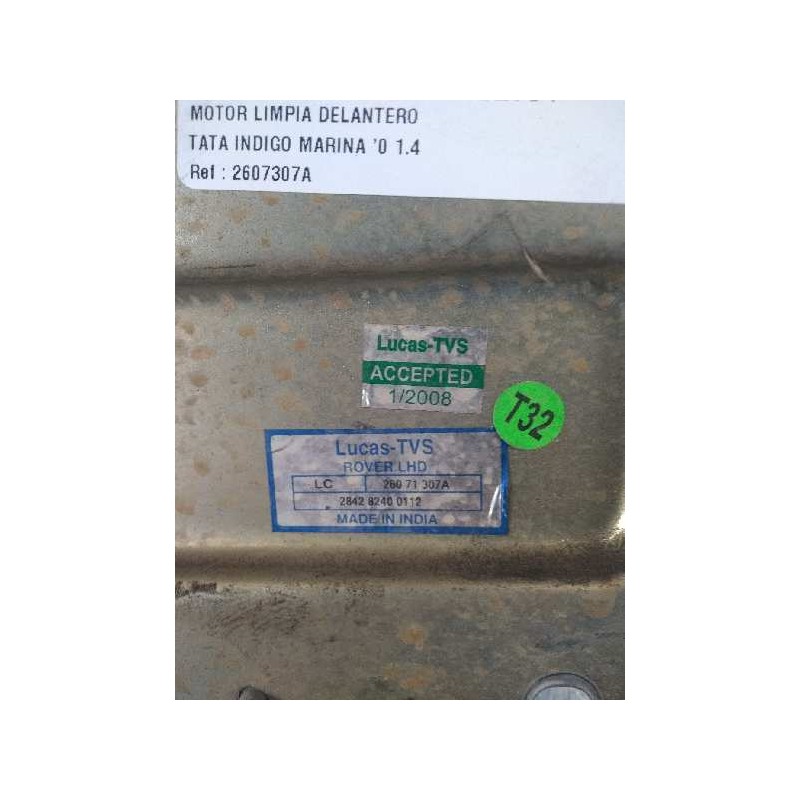 MOTOR LIMPIA DELANTERO
TATA INDIGO MARINA '0 1.4
Ref : 2607307A
Lucas-TVS
ACCEPTED
1/2008
T32
Lucas-TVS
ROVER LHD
LC 260 71 307A
2842 8240 0112
MADE IN INDIA